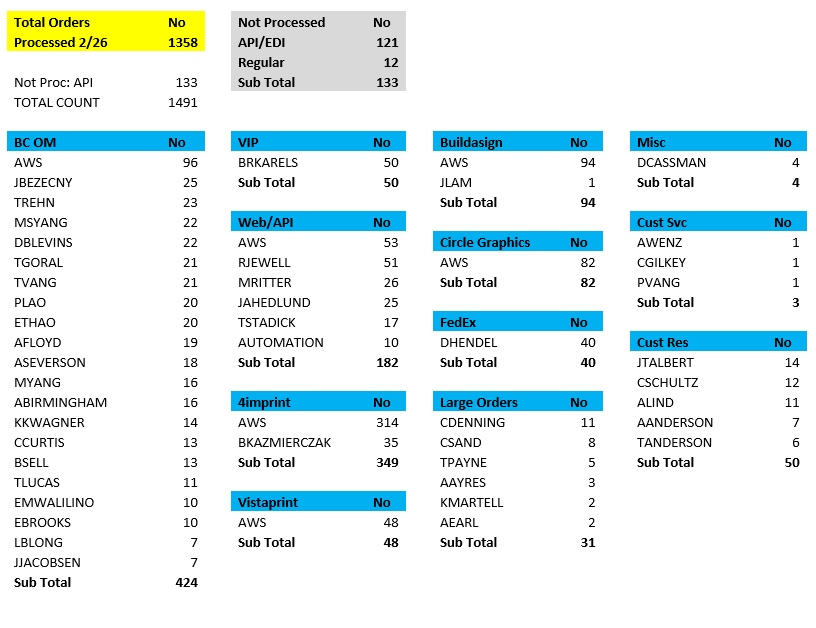 Total Orders No
Processed 2/26 1358
Not Proc: API 133
TOTAL COUNT 1491
Not Processed No
API/EDI 121
Regular 12
Sub Total 133
BC OM No
AWS 96
JBEZECNY 25
TREHN 23
MSYANG 22
DBLEVINS 22
TGORAL 21
TVANG 21
PLAO 20
ETHAO 20
AFLOYD 19
ASEVERSON 18
MYANG 16
ABIRMINGHAM 16
KKWAGNER 14
CCURTIS 13
BSELL 13
TLUCAS 11
EMWALILINO 10
EBROOKS 10
LBLONG 7
JJACOBSEN 7
Sub Total 424
VIP No
BRKARELS 50
Sub Total 50
Web/API No
AWS 53
RJEWELL 51
MRITTER 26
JAHEDLUND 25
TSTADICK 17
AUTOMATION 10
Sub Total 182
4imprint No
AWS 314
BKAZMIERCZAK 35
Sub Total 349
Vistaprint No
AWS 48
Sub Total 48
Buildasign No
AWS 94
JLAM 1
Sub Total 94
Circle Graphics No
AWS 82
Sub Total 82
FedEx No
DHENDEL 40
Sub Total 40
Large Orders No
CDENNING 11
CSAND 8
TPAYNE 5
AAYRES 3
KMARTELL 2
AEARL 2
Sub Total 31
Misc No
DCASSMAN 4
Sub Total 4
Cust Svc No
AWENZ 1
CGILKEY 1
PVANG 1
Sub Total 3
Cust Res No
JTALBERT 14
CSCHULTZ 12
ALIND 11
AANDERSON 7
TANDERSON 6
Sub Total 50